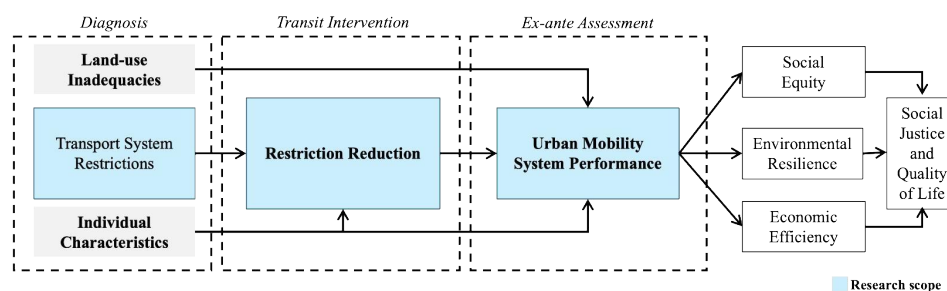 Diagnosis
Transit Intervention
Ex-ante Assessment
Land-use
Inadequacies
Transport System
Restrictions
Individual
Characteristics
Restriction Reduction
Urban Mobility
System Performance
Social
Equity
Environmental
Resilience
Economic
Efficiency
Social
Justice
and
Quality
of Life
Research scope